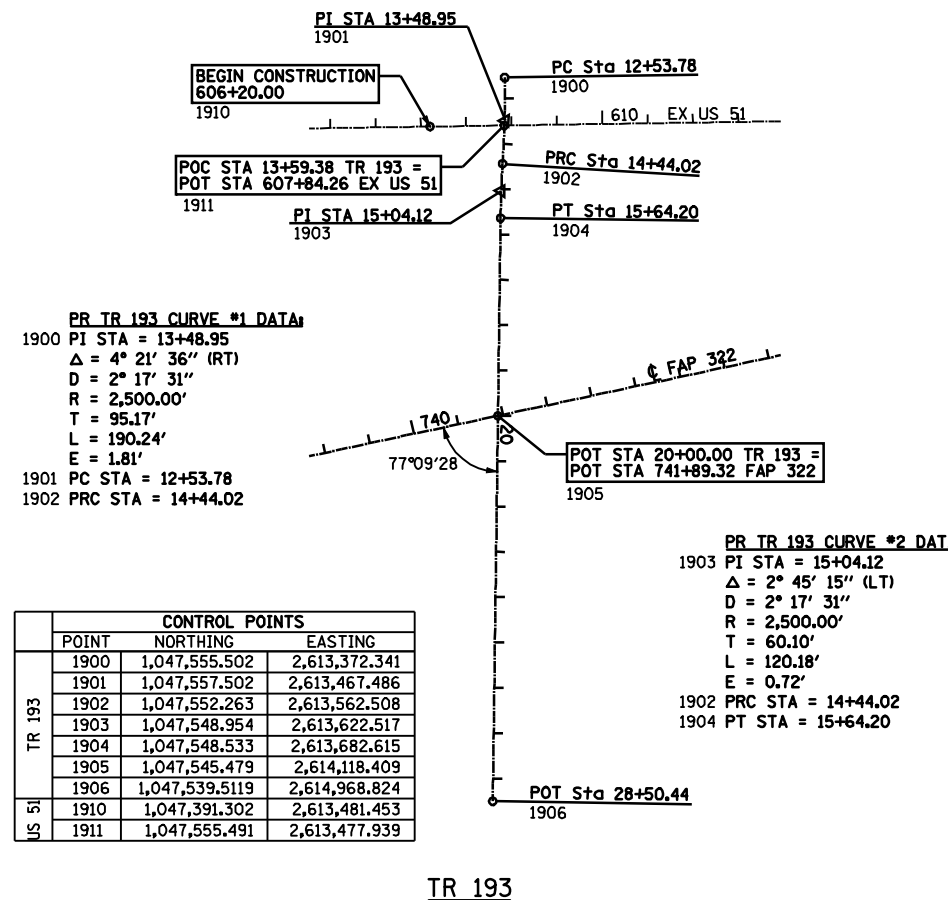 PI STA 13+48.95
1901
PC Sta 12+53.78
1900
BEGIN CONSTRUCTION
606+20.00
1910
610 EX US 51
POC STA 13+59.38 TR 193 =
POT STA 607+84.26 EX US 51
1911
PRC Sta 14+44.02
1902
PI STA 15+04.12
1903
PT Sta 15+64.20
1904
PR TR 193 CURVE #1 DATA:
1900 PI STA = 13+48.95
Δ = 4° 21' 36" (RT)
D = 2° 17' 31"
R = 2,500.00'
T = 95.17'
L = 190.24'
E = 1.81'
1901 PC STA = 12+53.78
1902 PRC STA = 14+44.02
℄ FAP 322
740
20
77°09'28
POT STA 20+00.00 TR 193 =
POT STA 741+89.32 FAP 322
1905
PR TR 193 CURVE #2 DAT
1903 PI STA = 15+04.12
Δ = 2° 45' 15" (LT)
D = 2° 17' 31"
R = 2,500.00'
T = 60.10'
L = 120.18'
E = 0.72'
1902 PRC STA = 14+44.02
1904 PT STA = 15+64.20
CONTROL POINTS
POINT NORTHING EASTING
TR 193
1900 1,047,555.502 2,613,372.341
1901 1,047,557.502 2,613,467.486
1902 1,047,552.263 2,613,562.508
1903 1,047,548.954 2,613,622.517
1904 1,047,548.533 2,613,682.615
1905 1,047,545.479 2,614,118.409
1906 1,047,539.5119 2,614,968.824
US 51
1910 1,047,391.302 2,613,481.453
1911 1,047,555.491 2,613,477.939
POT Sta 28+50.44
1906
TR 193